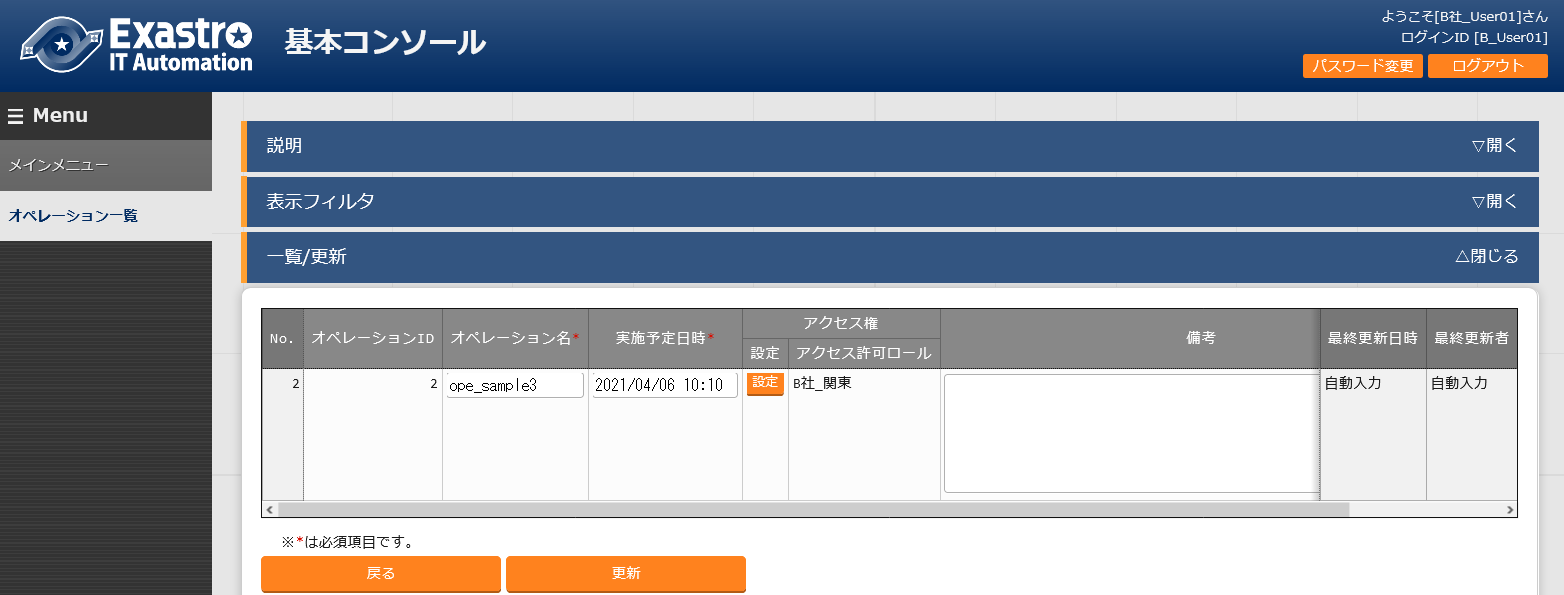 Exastro
IT Automation
基本コンソール
ようこそ[B社_User01]さん
ログインID [B_User01]
パスワード変更 ログアウト
☰ Menu
メインメニュー
オペレーション一覧
説明 ▽開く
表示フィルタ ▽開く
一覧/更新 △閉じる
No. オペレーションID オペレーション名* 実施予定日時* アクセス権 備考 最終更新日時 最終更新者
設定 アクセス許可ロール
2 2 ope_sample3 2021/04/06 10:10 設定 B社_関東 自動入力 自動入力
※*は必須項目です。
戻る 更新